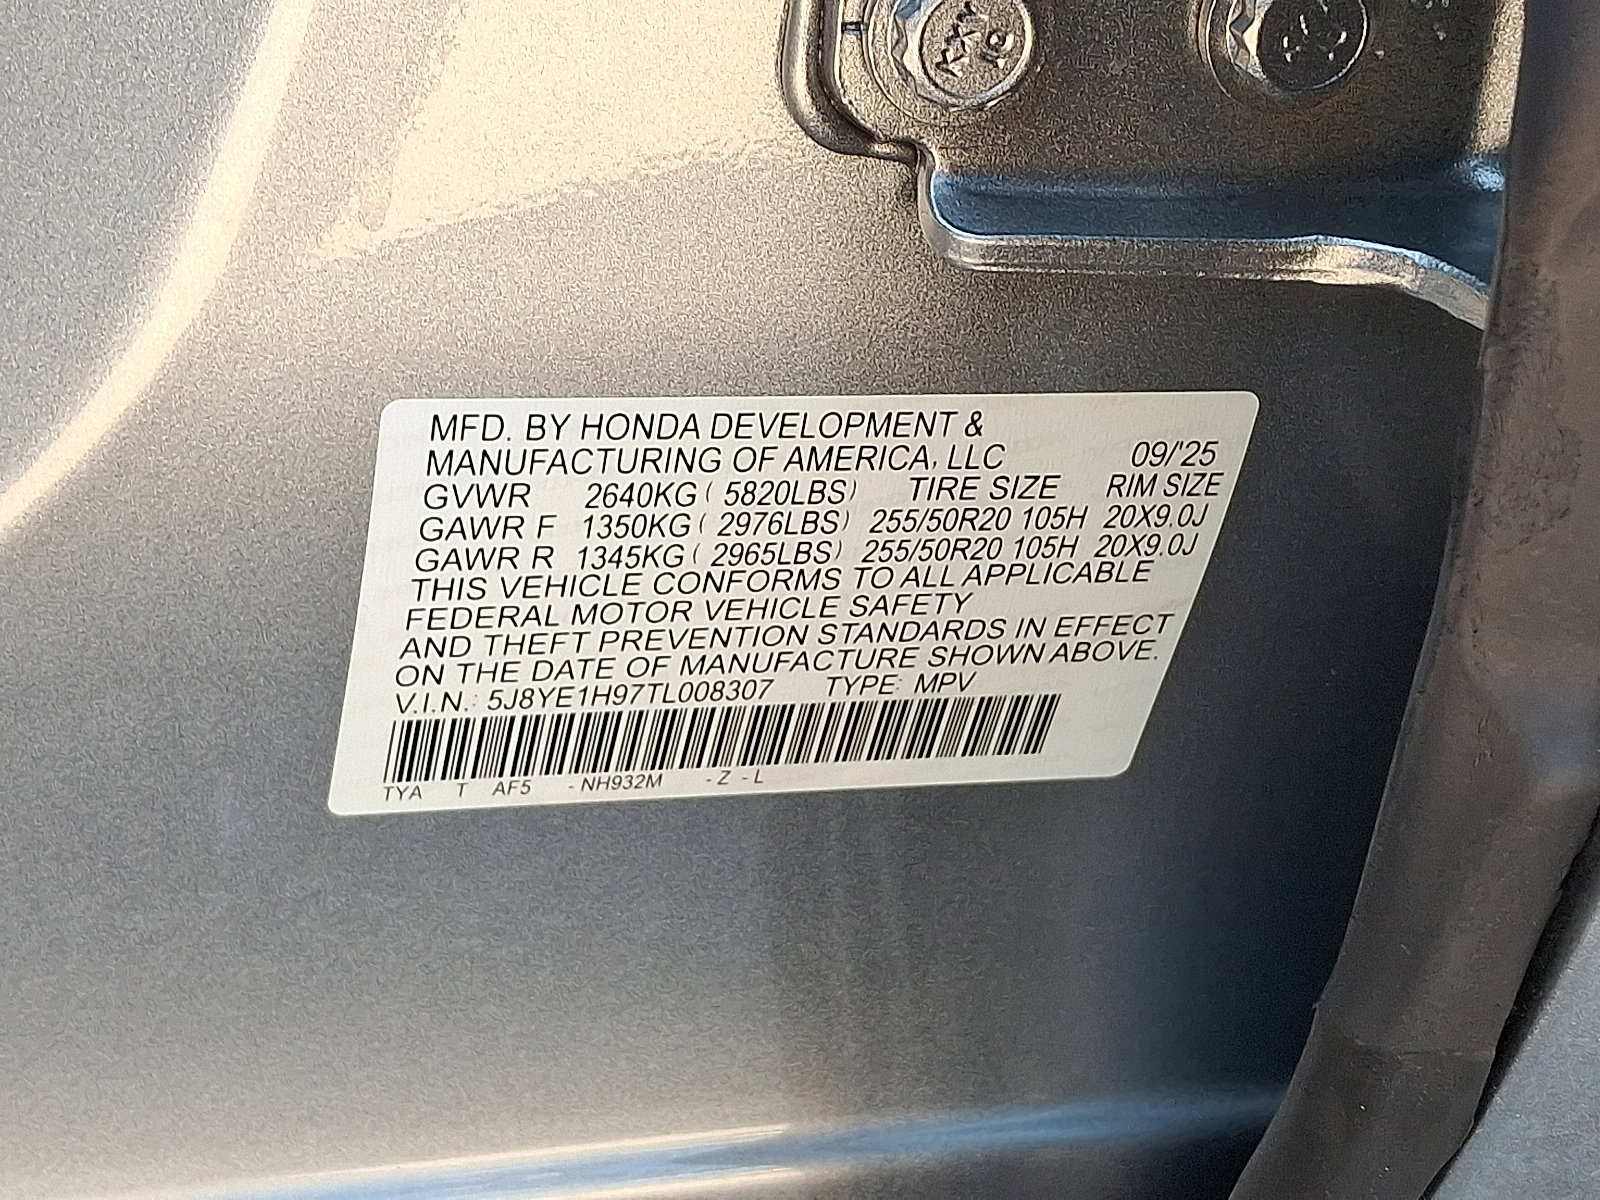 MFD. BY HONDA DEVELOPMENT &
MANUFACTURING OF AMERICA, LLC 09/'25
GVWR 2640KG ( 5820LBS) TIRE SIZE RIM SIZE
GAWR F 1350KG ( 2976LBS) 255/50R20 105H 20X9.0J
GAWR R 1345KG ( 2965LBS) 255/50R20 105H 20X9.0J
THIS VEHICLE CONFORMS TO ALL APPLICABLE
FEDERAL MOTOR VEHICLE SAFETY
AND THEFT PREVENTION STANDARDS IN EFFECT
ON THE DATE OF MANUFACTURE SHOWN ABOVE.
V.I.N.: 5J8YE1H97TL008307 TYPE: MPV
TYA T AF5 - NH932M - Z - L